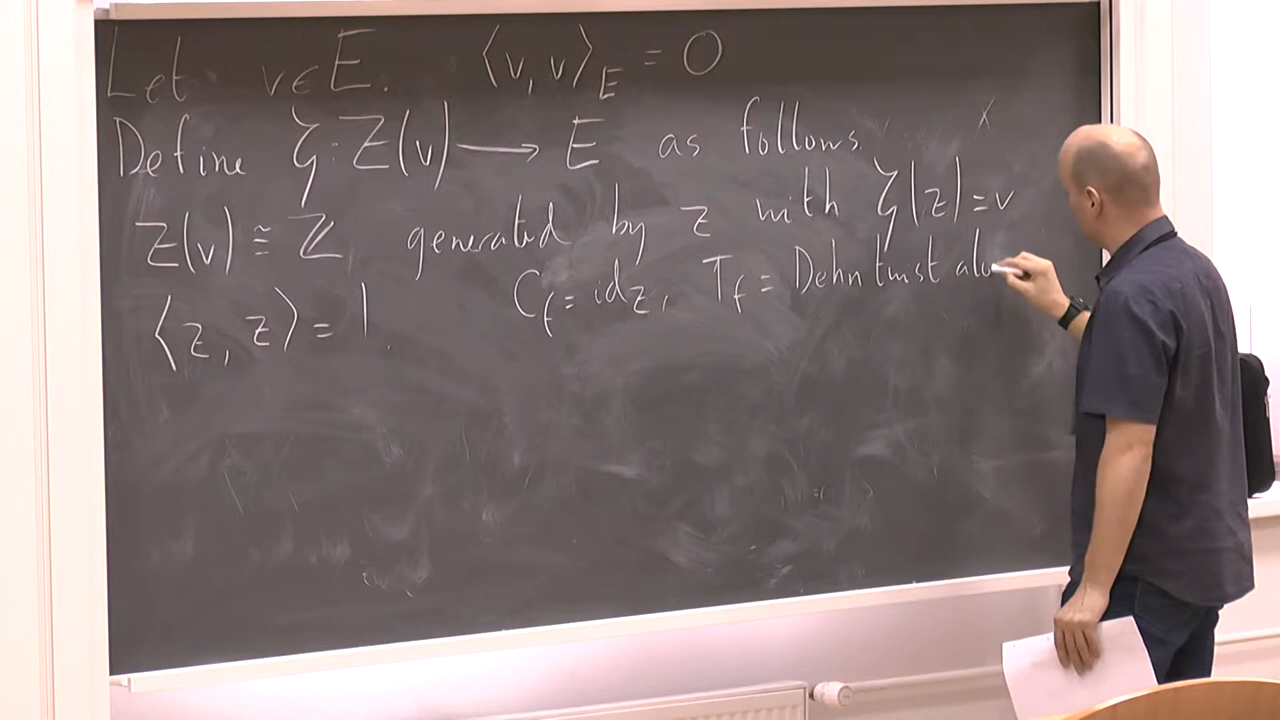 Let v∈E. ⟨v, v⟩_E = 0
Define ζ: Z(v) ⟶ E as follows.
Z(v) ≅ ℤ generated by z with ζ(z) = v
⟨z, z⟩ = 1. C_f = id_Z, T_f = Dehn twist alo